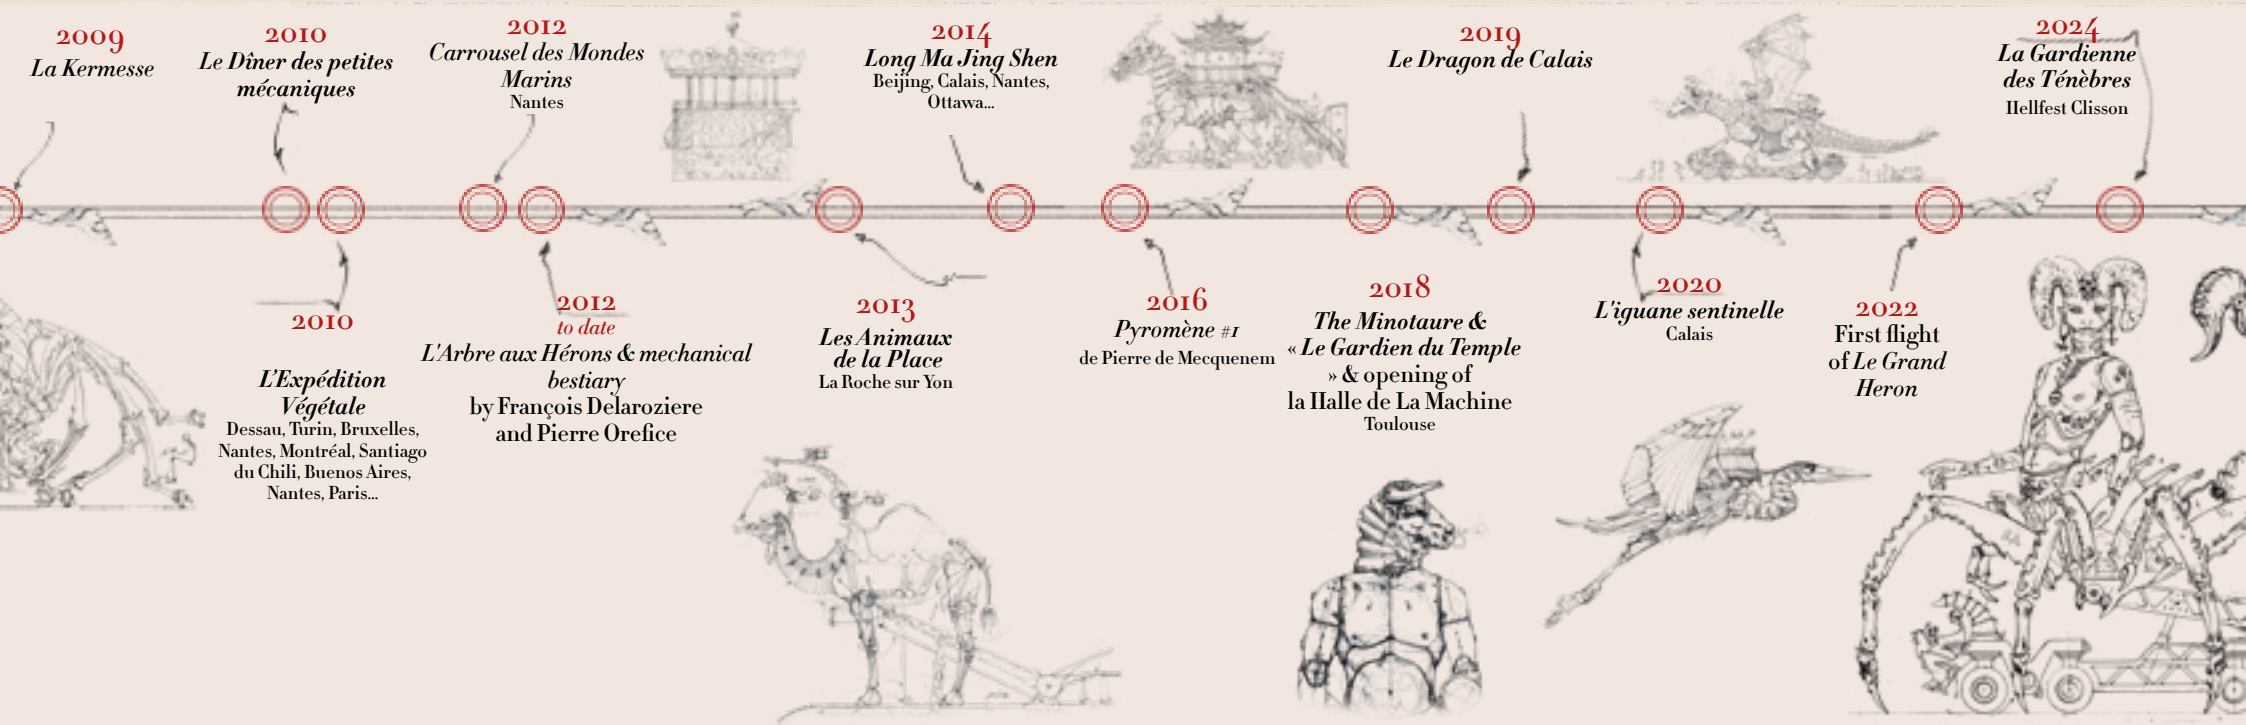 2009
La Kermesse
2010
Le Dîner des petites
mécaniques
2012
Carrousel des Mondes
Marins
Nantes
2014
Long Ma Jing Shen
Beijing, Calais, Nantes,
Ottawa...
2019
Le Dragon de Calais
2024
La Gardienne
des Ténèbres
Hellfest Clisson
2010
L'Expédition
Végétale
Dessau, Turin, Bruxelles,
Nantes, Montréal, Santiago
du Chili, Buenos Aires,
Nantes, Paris...
2012
to date
L'Arbre aux Hérons & mechanical
bestiary
by François Delaroziere
and Pierre Orefice
2013
Les Animaux
de la Place
La Roche sur Yon
2016
Pyromène #1
de Pierre de Mecquenem
2018
The Minotaure &
« Le Gardien du Temple
» & opening of
la Halle de La Machine
Toulouse
2020
L'iguane sentinelle
Calais
2022
First flight
of Le Grand
Heron